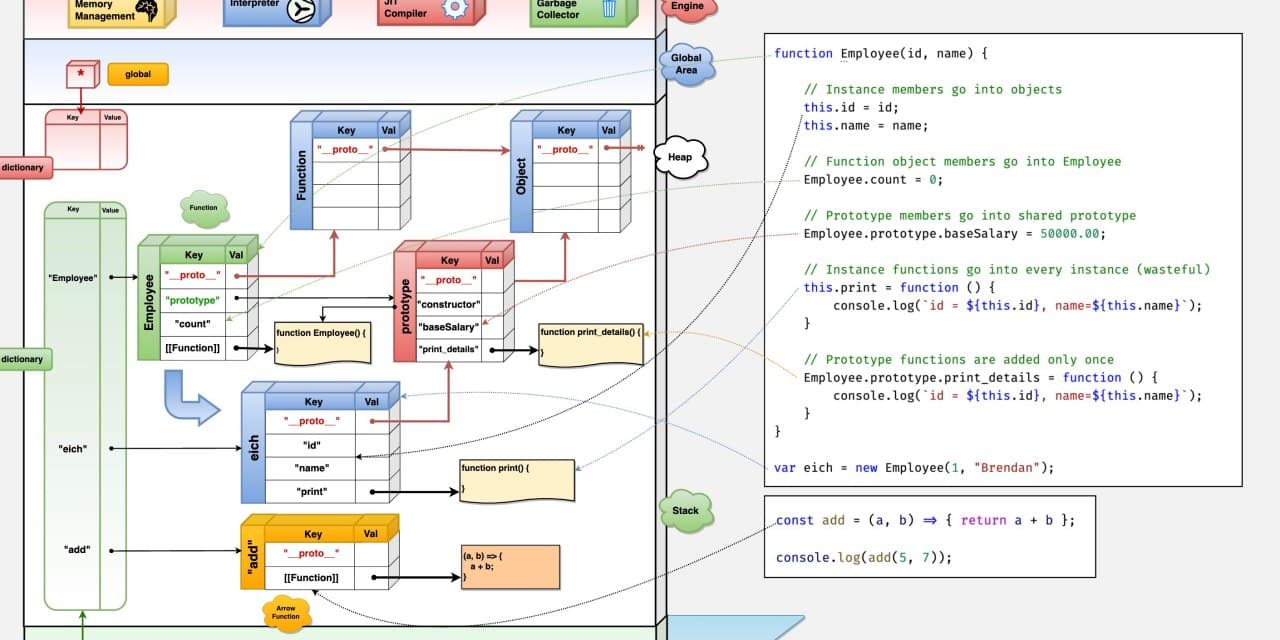 Memory
Management
Interpreter
JIT
Compiler
Garbage
Collector
Engine
Global
Area
*
global
Key Value
dictionary
Heap
Function
Key Val
"__proto__"
Object
Key Val
"__proto__"
Function
Key Value
"Employee"
Employee
Key Val
"__proto__"
"prototype"
"count"
[[Function]]
function Employee() {
}
prototype
Key Val
"__proto__"
"constructor"
"baseSalary"
"print_details"
function print_details() {
}
dictionary
"eich"
eich
Key Val
"__proto__"
"id"
"name"
"print"
function print() {
}
Stack
"add"
"add"
Key Val
"__proto__"
[[Function]]
(a, b) => {
a + b;
}
Arrow
Function
function Employee(id, name) {
// Instance members go into objects
this.id = id;
this.name = name;
// Function object members go into Employee
Employee.count = 0;
// Prototype members go into shared prototype
Employee.prototype.baseSalary = 50000.00;
// Instance functions go into every instance (wasteful)
this.print = function () {
console.log(`id = ${this.id}, name=${this.name}`);
}
// Prototype functions are added only once
Employee.prototype.print_details = function () {
console.log(`id = ${this.id}, name=${this.name}`);
}
}
var eich = new Employee(1, "Brendan");
const add = (a, b) => { return a + b };
console.log(add(5, 7));